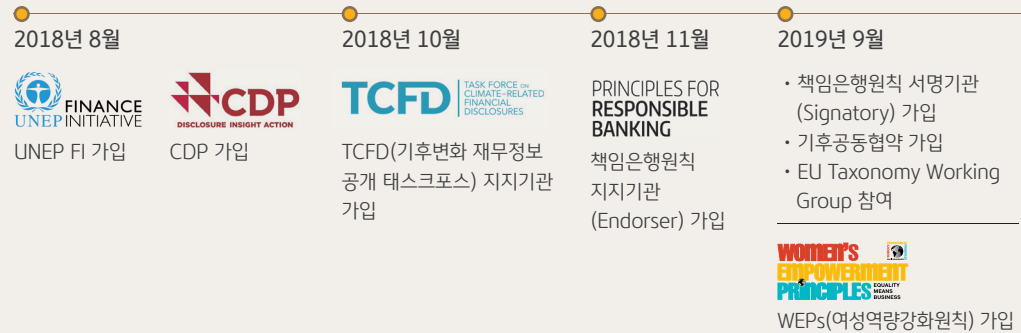 2018년 8월
UNEP
FINANCE
INITIATIVE
UNEP FI 가입
CDP
DISCLOSURE INSIGHT ACTION
CDP 가입
2018년 10월
TCFD
TASK FORCE ON
CLIMATE-RELATED
FINANCIAL
DISCLOSURES
TCFD(기후변화 재무정보
공개 태스크포스) 지지기관
가입
2018년 11월
PRINCIPLES FOR
RESPONSIBLE
BANKING
책임은행원칙
지지기관
(Endorser) 가입
2019년 9월
・책임은행원칙 서명기관
(Signatory) 가입
・기후공동협약 가입
・EU Taxonomy Working
Group 참여
WOMEN'S
EMPOWERMENT
PRINCIPLES
EQUALITY
MEANS
BUSINESS
WEPs(여성역량강화원칙) 가입